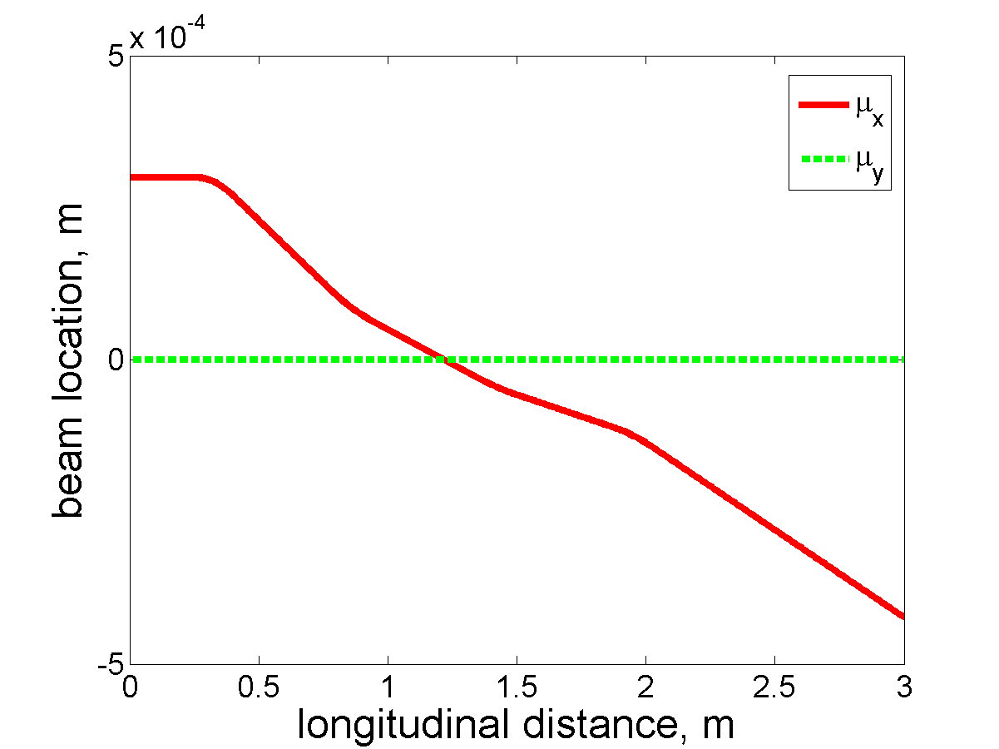 x 10-4
5
0
-5
beam location, m
0 0.5 1 1.5 2 2.5 3
longitudinal distance, m
μx
μy